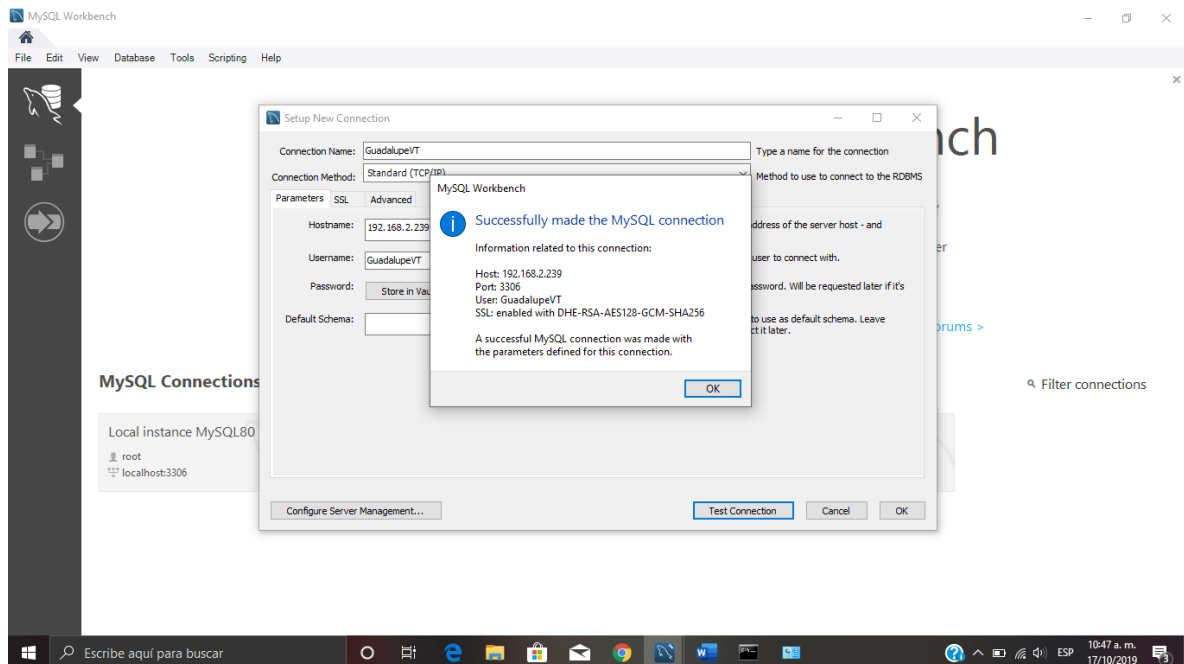 MySQL Workbench
File Edit View Database Tools Scripting Help
Setup New Connection
nch
Connection Name: GuadalupeVT Type a name for the connection
Connection Method: Standard (TCP/IP) Method to use to connect to the RDBMS
Parameters SSL Advanced
MySQL Workbench
Successfully made the MySQL connection
Information related to this connection:
Host: 192.168.2.239
Port: 3306
User: GuadalupeVT
SSL: enabled with DHE-RSA-AES128-GCM-SHA256
A successful MySQL connection was made with
the parameters defined for this connection.
OK
Hostname: 192.168.2.239 address of the server host - and
Username: GuadalupeVT user to connect with.
Password: Store in Vau assword. Will be requested later if it's
Default Schema: to use as default schema. Leave
ct it later.
er
orums >
MySQL Connections
Filter connections
Local instance MySQL80
root
localhost:3306
Configure Server Management... Test Connection Cancel OK
Escribe aquí para buscar
ESP
10:47 a. m.
17/10/2019
3